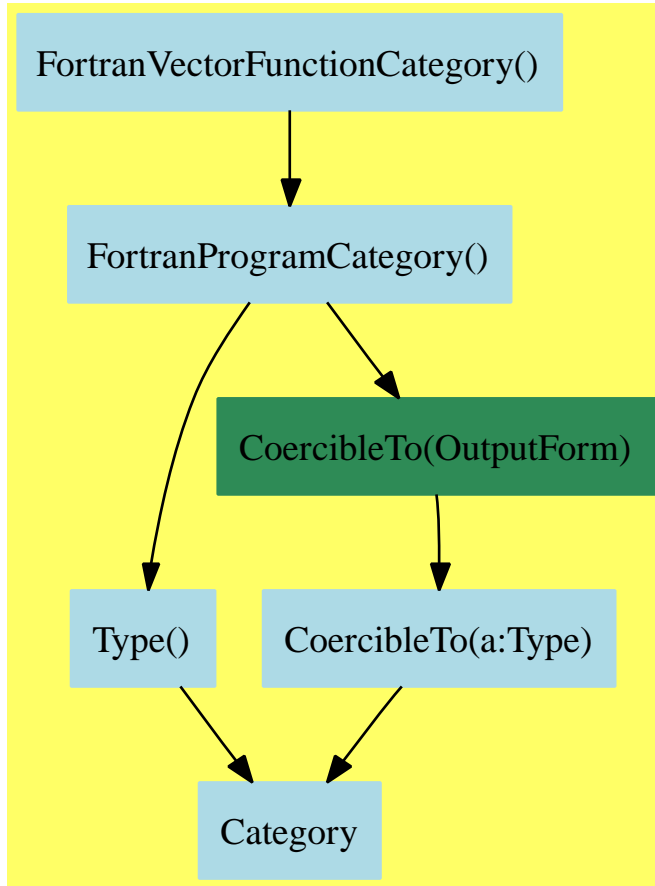 FortranVectorFunctionCategory()
FortranProgramCategory()
CoercibleTo(OutputForm)
Type()
CoercibleTo(a:Type)
Category